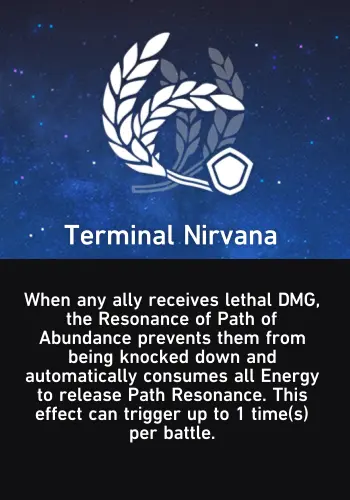 Terminal Nirvana
When any ally receives lethal DMG,
the Resonance of Path of
Abundance prevents them from
being knocked down and
automatically consumes all Energy
to release Path Resonance. This
effect can trigger up to 1 time(s)
per battle.